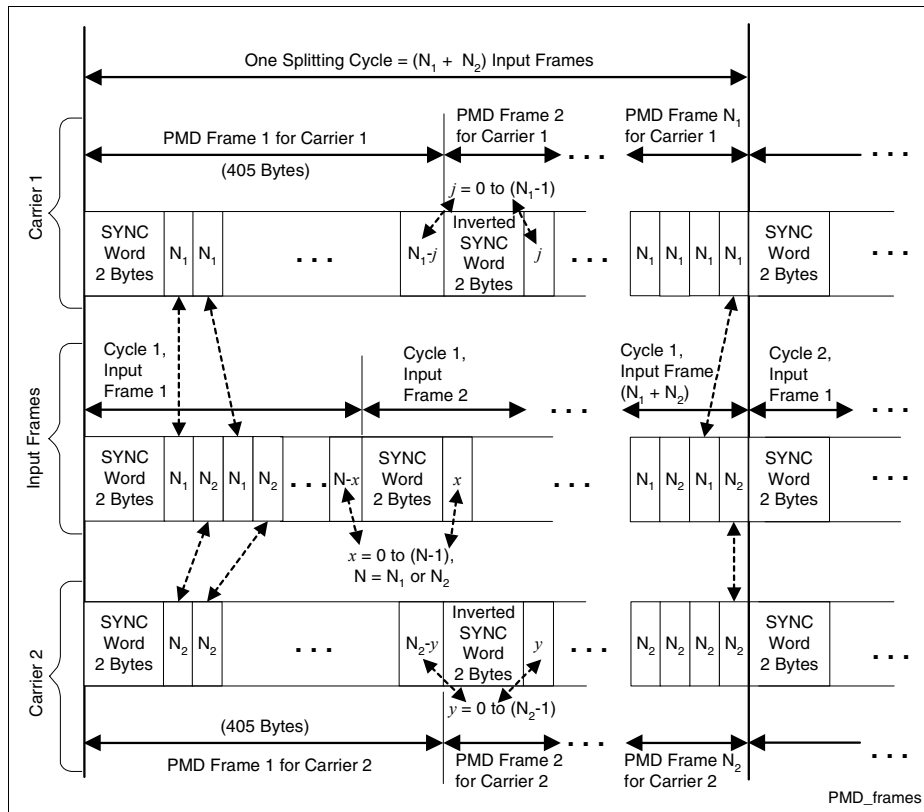 One Splitting Cycle = (N₁ + N₂) Input Frames
Carrier 1
PMD Frame 1 for Carrier 1
(405 Bytes)
PMD Frame 2
for Carrier 1
PMD Frame N₁
for Carrier 1
. . .
. . .
j = 0 to (N₁-1)
SYNC
Word
2 Bytes
N₁
N₁
. . .
N₁-j
Inverted
SYNC
Word
2 Bytes
j
. . .
N₁
N₁
N₁
N₁
SYNC
Word
2 Bytes
. . .
Input Frames
Cycle 1,
Input
Frame 1
Cycle 1,
Input
Frame 2
. . .
Cycle 1,
Input Frame
(N₁ + N₂)
Cycle 2,
Input
Frame 1
. . .
SYNC
Word
2 Bytes
N₁
N₂
N₁
N₂
. . .
N-x
SYNC
Word
2 Bytes
x
. . .
N₁
N₂
N₁
N₂
SYNC
Word
2 Bytes
. . .
x = 0 to (N-1),
N = N₁ or N₂
Carrier 2
SYNC
Word
2 Bytes
N₂
N₂
. . .
N₂-y
Inverted
SYNC
Word
2 Bytes
y
. . .
N₂
N₂
N₂
N₂
SYNC
Word
2 Bytes
. . .
y = 0 to (N₂-1)
(405 Bytes)
PMD Frame 1 for Carrier 2
PMD Frame 2
for Carrier 2
. . .
PMD Frame N₂
for Carrier 2
. . .
PMD_frames